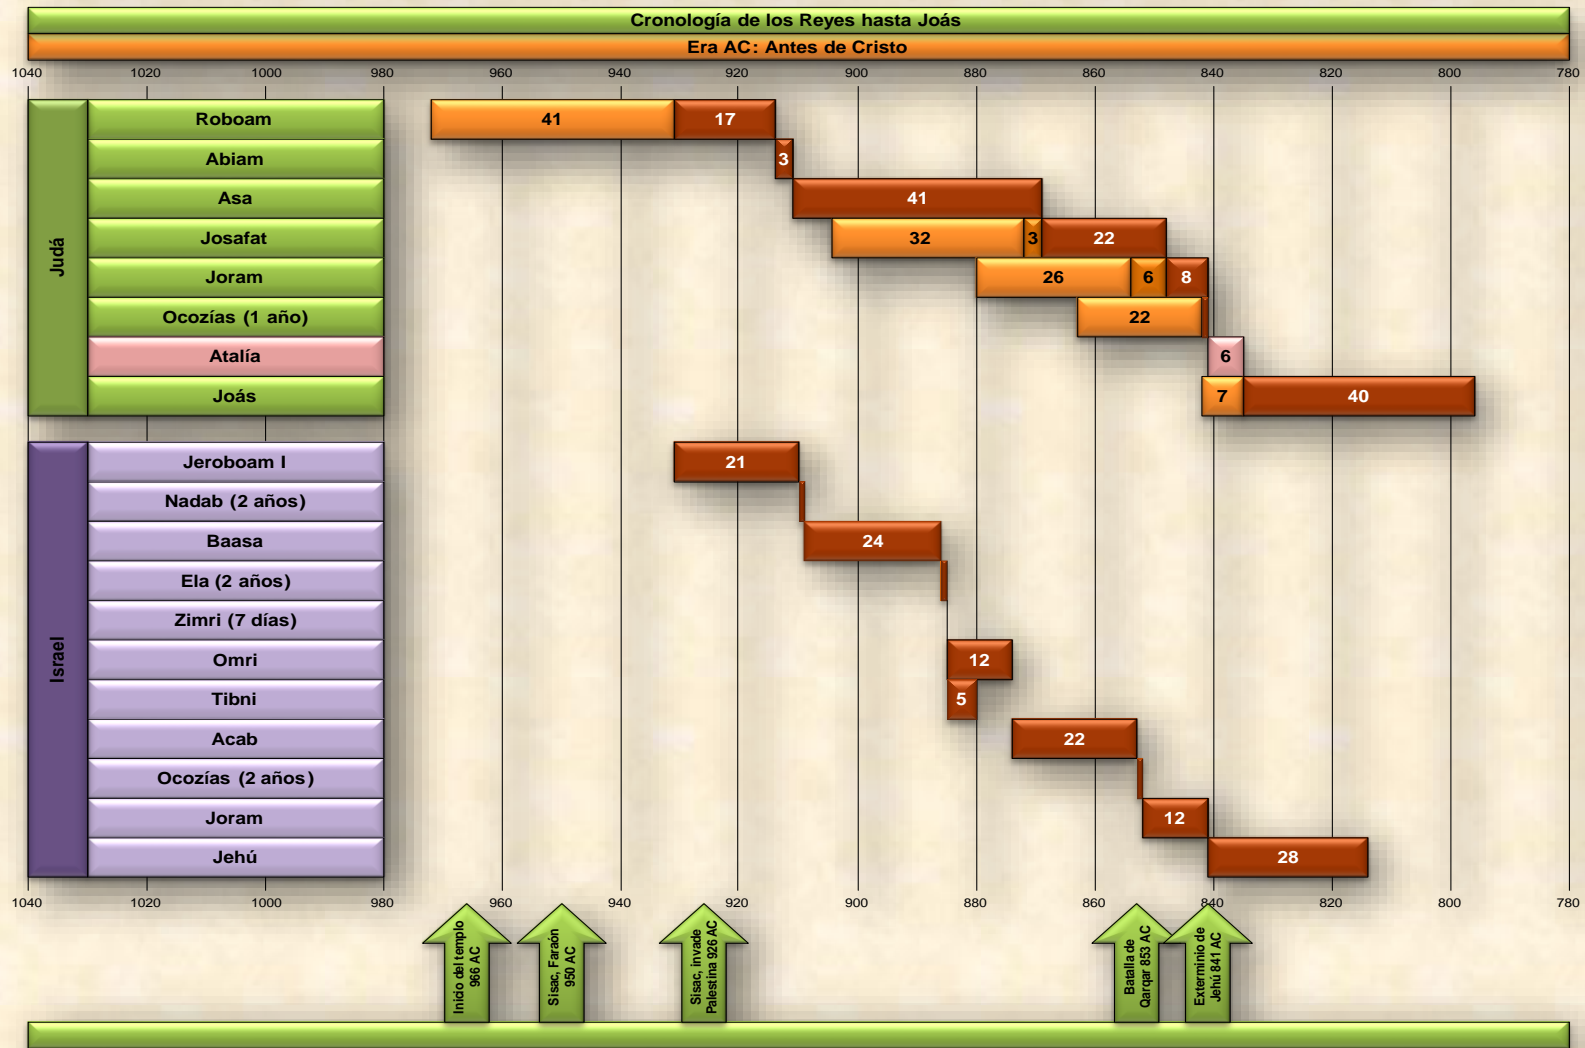 Cronología de los Reyes hasta Joás
Era AC: Antes de Cristo
1040 1020 1000 980 960 940 920 900 880 860 840 820 800 780
Judá
Roboam 41 17
Abiam 3
Asa 41
Josafat 32 3 22
Joram 26 6 8
Ocozías (1 año) 22
Atalía 6
Joás 7 40
Israel
Jeroboam I 21
Nadab (2 años)
Baasa 24
Ela (2 años)
Zimri (7 días)
Omri 12
Tibni 5
Acab 22
Ocozías (2 años)
Joram 12
Jehú 28
1040 1020 1000 980 960 940 920 900 880 860 840 820 800 780
Inicio del templo
966 AC
Sisac, Faraón
950 AC
Sisac, invade
Palestina 926 AC
Batalla de
Qarqar 853 AC
Exterminio de
Jehú 841 AC